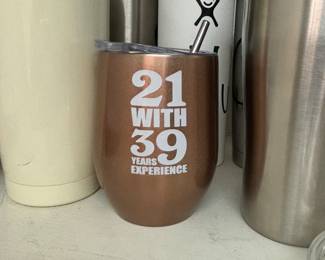 21
WITH
39
YEARS
EXPERIENCE